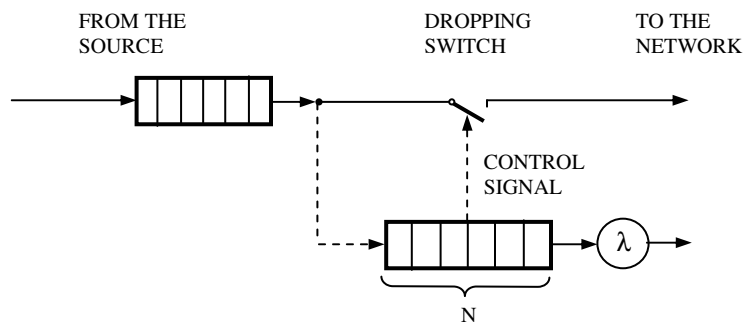 FROM THE
SOURCE
DROPPING
SWITCH
TO THE
NETWORK
CONTROL
SIGNAL
λ
N